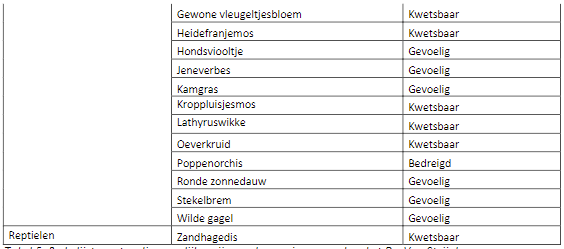 Gewone vleugeltjesbloem Kwetsbaar
Heidefranjemos Kwetsbaar
Hondsviooltje Gevoelig
Jeneverbes Gevoelig
Kamgras Gevoelig
Kroppluisjesmos Kwetsbaar
Lathyruswikke Kwetsbaar
Oeverkruid Kwetsbaar
Poppenorchis Bedreigd
Ronde zonnedauw Gevoelig
Stekelbrem Gevoelig
Wilde gagel Gevoelig
Reptielen Zandhagedis Kwetsbaar